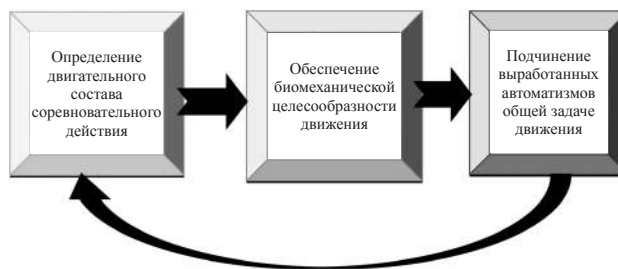 Определение
двигательного
состава
соревновательного
действия
Обеспечение
биомеханической
целесообразности
движения
Подчинение
выработанных
автоматизмов
общей задаче
движения